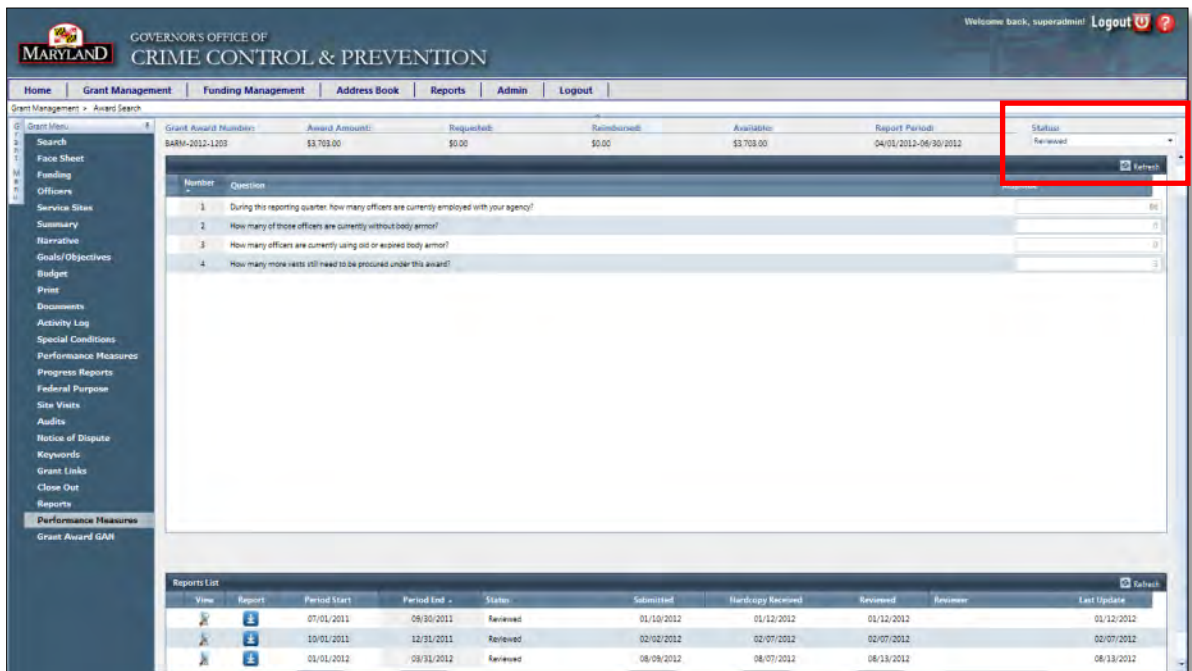 Welcome back, superadmin! Logout
MARYLAND
GOVERNOR'S OFFICE OF
CRIME CONTROL & PREVENTION
Home Grant Management Funding Management Address Book Reports Admin Logout
Grant Management > Award Search
Grant Menu
Grant Menu
Search
Face Sheet
Funding
Officers
Service Sites
Summary
Narrative
Goals/Objectives
Budget
Print
Documents
Activity Log
Special Conditions
Performance Measures
Progress Reports
Federal Purpose
Site Visits
Audits
Notice of Dispute
Keywords
Grant Links
Close Out
Reports
Performance Measures
Grant Award GAN
Grant Award Number: Award Amount: Requested: Reimbursed: Available: Report Period: Status:
BARM-2012-1203 $3,703.00 $0.00 $0.00 $3,703.00 04/01/2012-06/30/2012 Reviewed
Refresh
Number Question
1 During this reporting quarter, how many officers are currently employed with your agency?
2 How many of those officers are currently without body armor? 0
3 How many officers are currently using old or expired body armor? 0
4 How many more vests still need to be procured under this award?
Reports List Refresh
View Report Period Start Period End Status Submitted Hardcopy Received Reviewed Reviewer Last Update
07/01/2011 09/30/2011 Reviewed 01/10/2012 01/12/2012 01/12/2012 01/12/2012
10/01/2011 12/31/2011 Reviewed 02/02/2012 02/07/2012 02/07/2012 02/07/2012
01/01/2012 03/31/2012 Reviewed 08/09/2012 08/07/2012 08/13/2012 08/13/2012